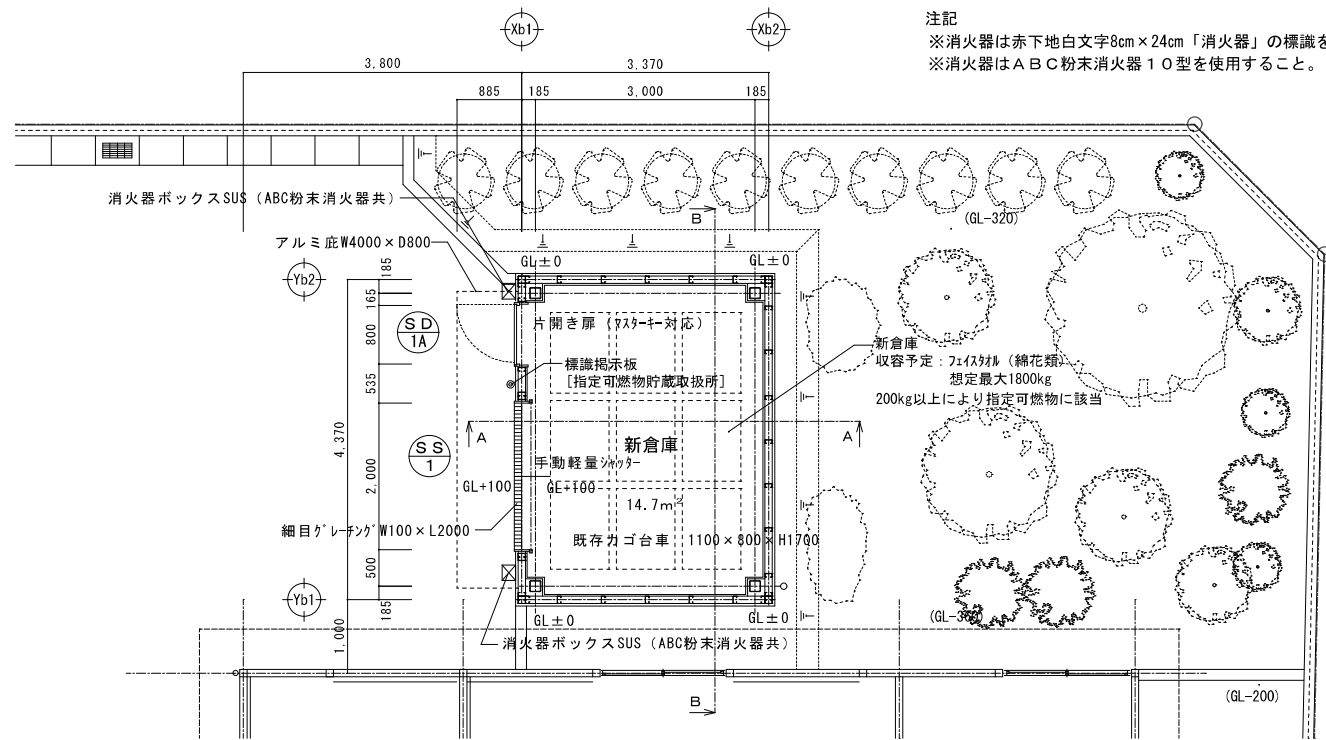 注記
※消火器は赤下地白文字8cm×24cm「消火器」の標識を
※消火器はＡＢＣ粉末消火器１０型を使用すること。
Xb1
Xb2
3,800
3,370
885
185
3,000
185
消火器ボックスSUS（ABC粉末消火器共）
B
(GL-320)
アルミ庇W4000×D800
GL±0
GL±0
Yb2
185
165
SD
1A
800
片開き扉（マスターキー対応）
標識掲示板
[指定可燃物貯蔵取扱所]
新倉庫
収容予定：フェイスタオル（綿花類）
想定最大1800kg
200kg以上により指定可燃物に該当
535
A
A
4,370
SS
1
新倉庫
2,000
手動軽量シャッター
GL+100
GL+100
14.7m²
細目グレーチングW100×L2000
既存カゴ台車　1100×800×H1700
500
Yb1
185
GL±0
GL±0
1,000
消火器ボックスSUS（ABC粉末消火器共）
B
(GL-200)